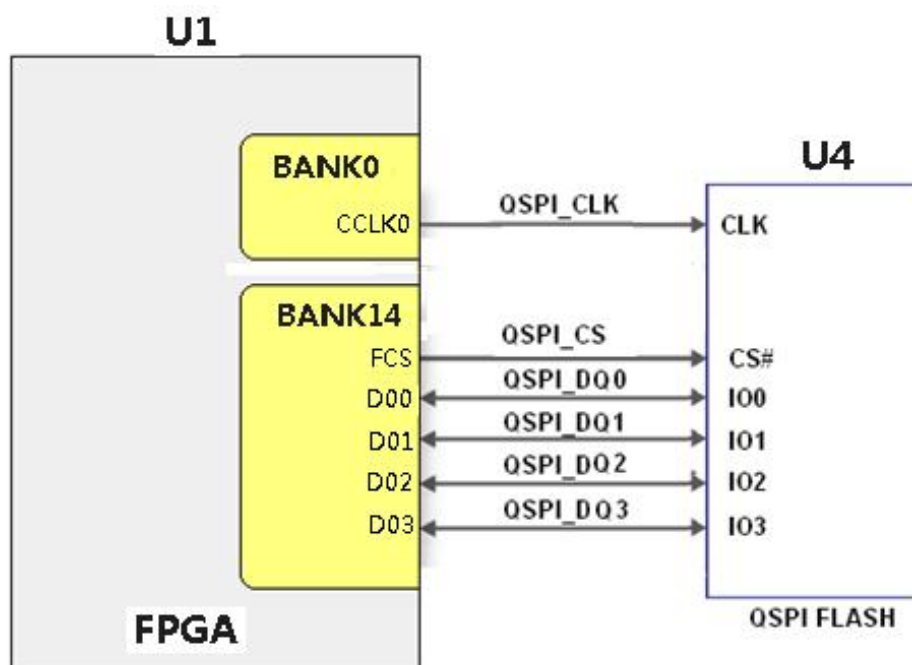 U1
U4
BANK0
CCLK0
QSPI_CLK
CLK
BANK14
FCS
QSPI_CS
CS#
D00
QSPI_DQ0
IO0
D01
QSPI_DQ1
IO1
D02
QSPI_DQ2
IO2
D03
QSPI_DQ3
IO3
FPGA
QSPI FLASH